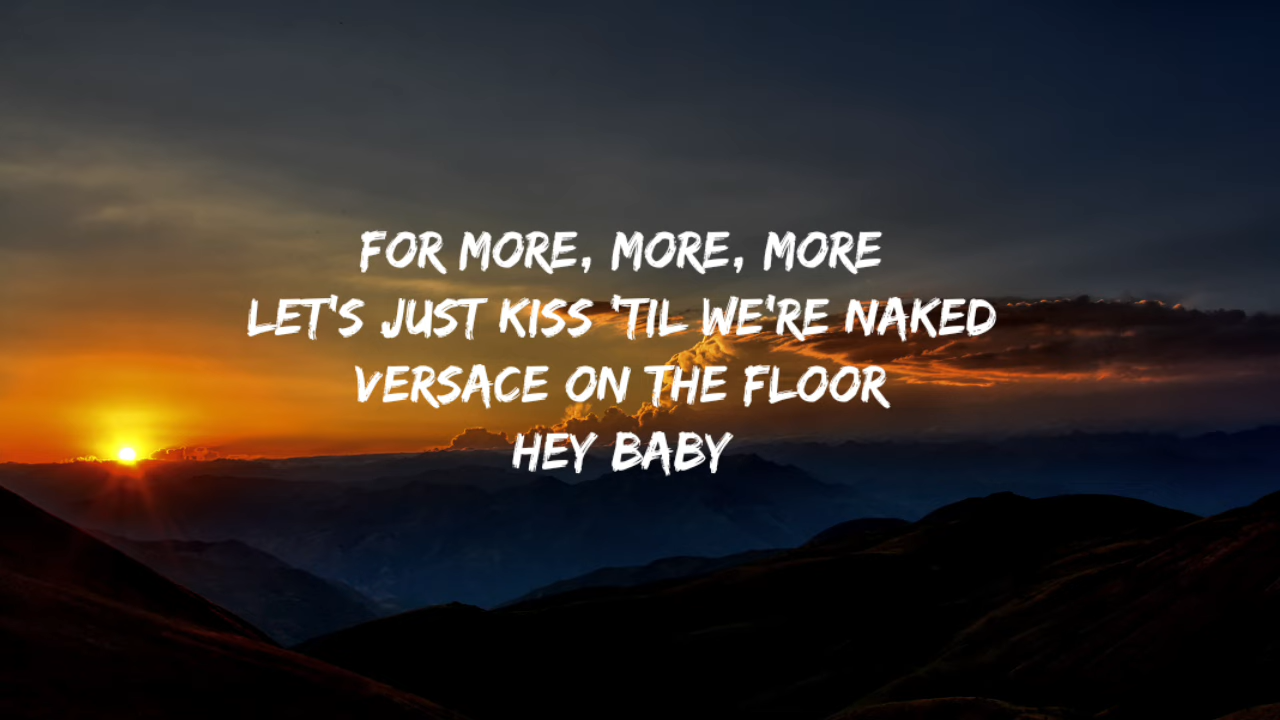 FOR MORE, MORE, MORE
LET'S JUST KISS 'TIL WE'RE NAKED
VERSACE ON THE FLOOR
HEY BABY